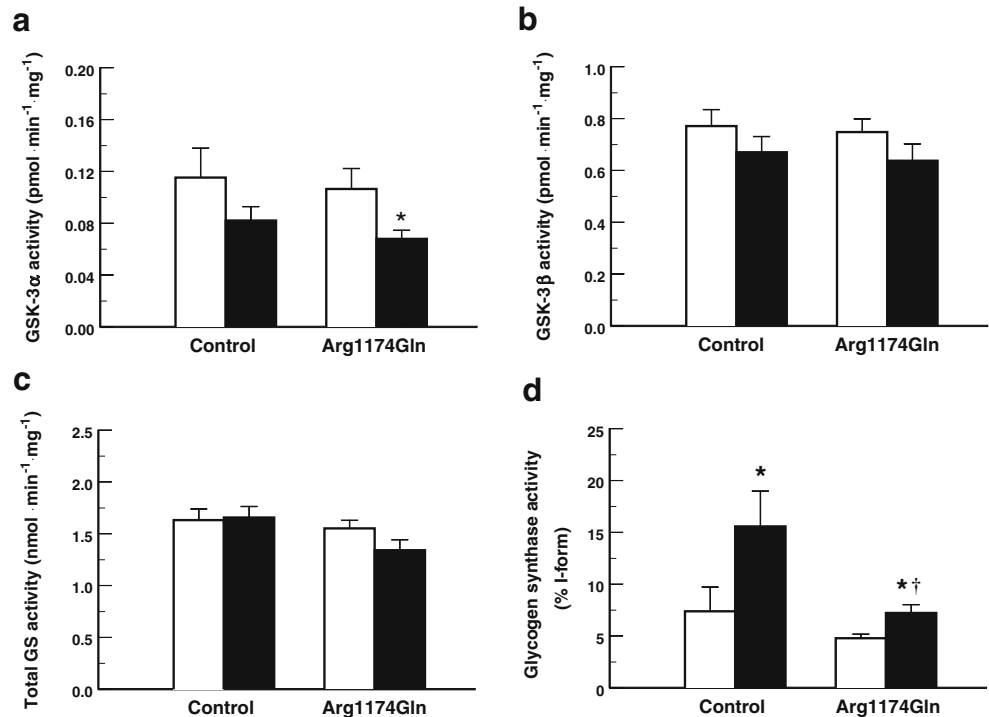 a
GSK-3α activity (pmol·min⁻¹·mg⁻¹)
0.20
0.16
0.12
0.08
0.04
0.00
*
Control
Arg1174Gln
b
GSK-3β activity (pmol·min⁻¹·mg⁻¹)
1.0
0.8
0.6
0.4
0.2
0.0
Control
Arg1174Gln
c
Total GS activity (nmol·min⁻¹·mg⁻¹)
2.5
2.0
1.5
1.0
0.5
0.0
Control
Arg1174Gln
d
Glycogen synthase activity
(% I-form)
25
20
15
10
5
0
*
*†
Control
Arg1174Gln